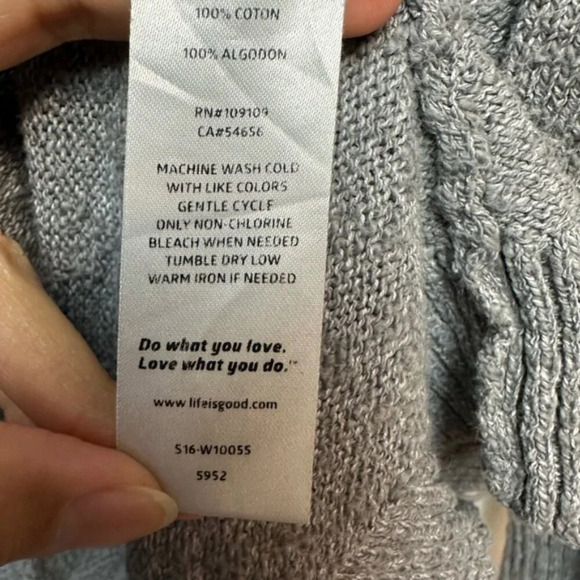 100% COTON
100% ALGODON
RN#109109
CA#54656
MACHINE WASH COLD
WITH LIKE COLORS
GENTLE CYCLE
ONLY NON-CHLORINE
BLEACH WHEN NEEDED
TUMBLE DRY LOW
WARM IRON IF NEEDED
Do what you love.
Love what you do.™
www.lifeisgood.com
S16-W10055
5952